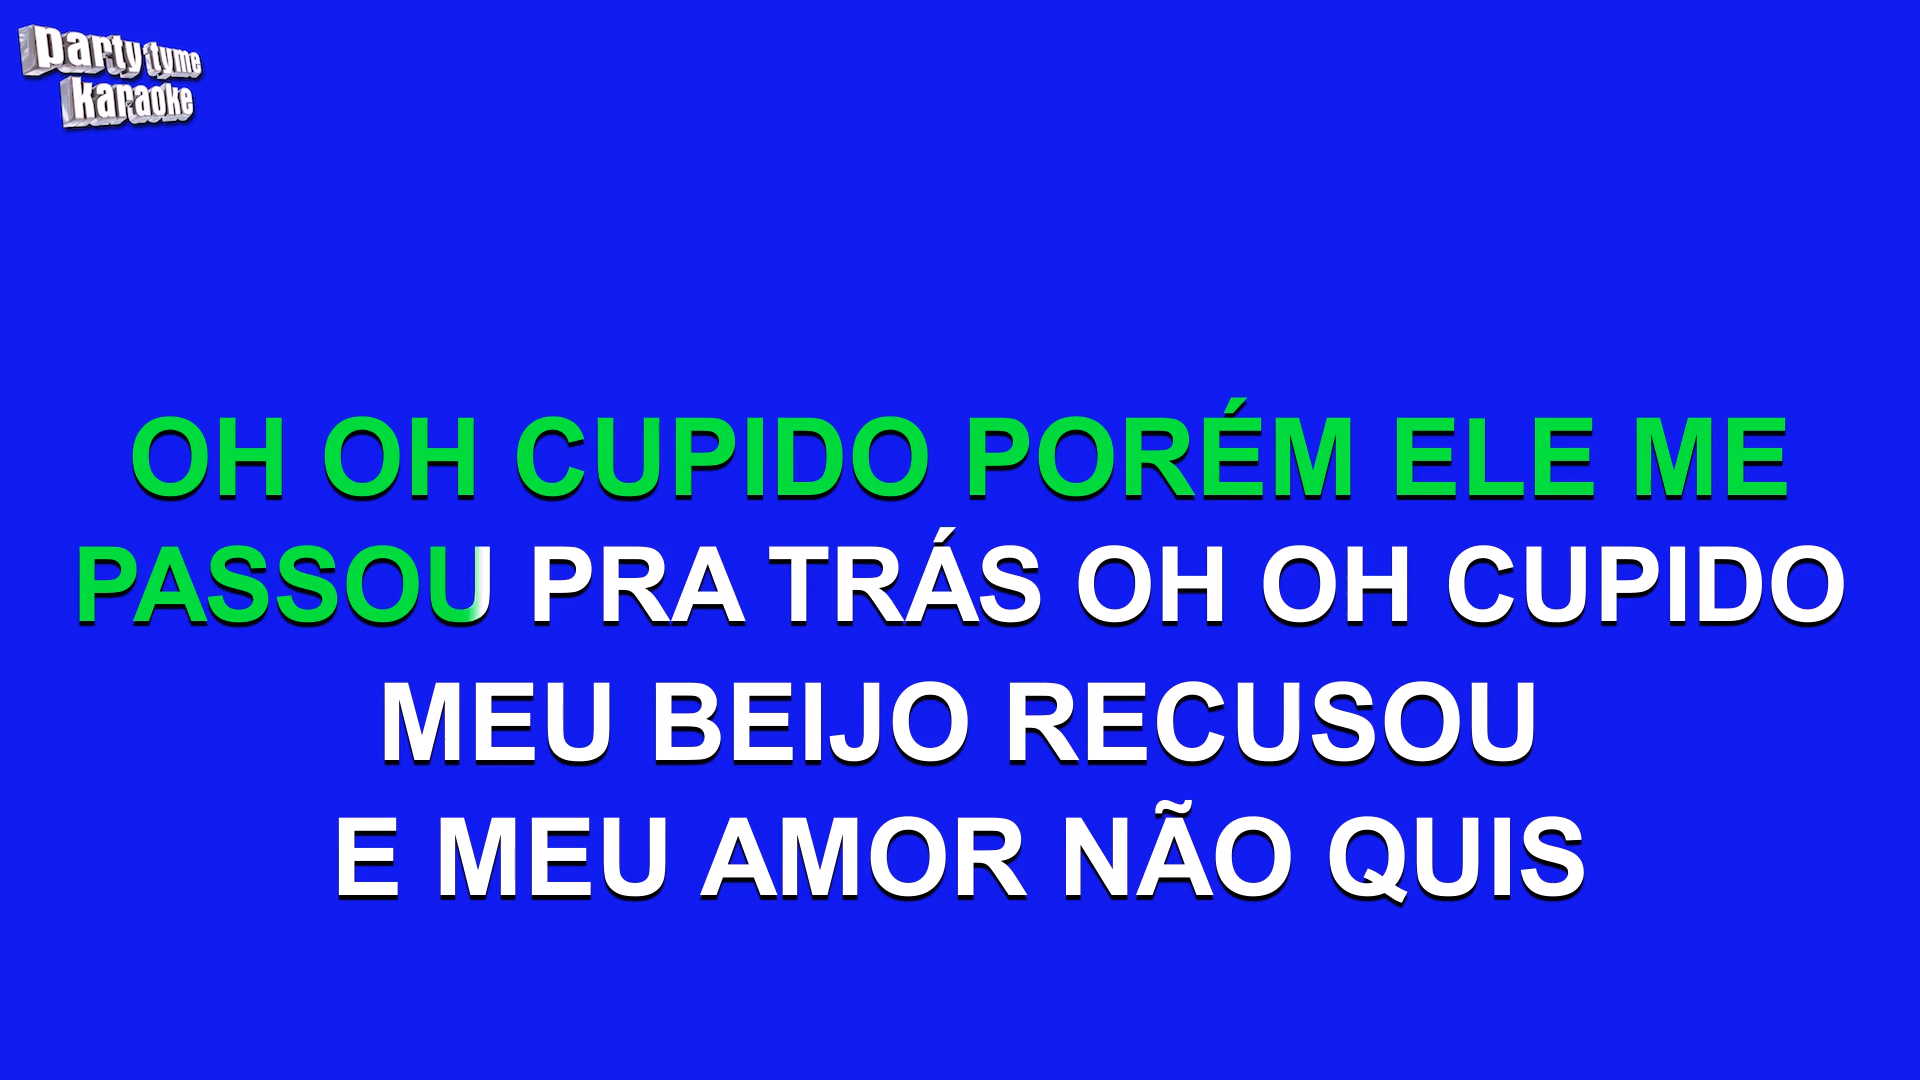 party tyme
karaoke
OH OH CUPIDO PORÉM ELE ME
PASSOU PRA TRÁS OH OH CUPIDO
MEU BEIJO RECUSOU
E MEU AMOR NÃO QUIS